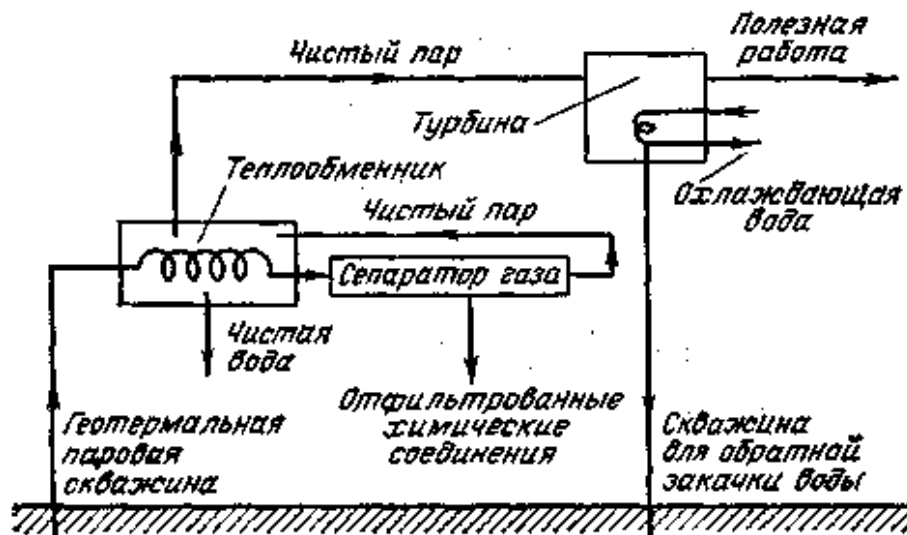 Полезная
работа
Чистый пар
Турбина
Теплообменник
Охлаждающая
вода
Чистый пар
Сепаратор газа
Чистая
вода
Геотермальная
паровая
скважина
Отфильтрованные
химические
соединения
Скважина
для обратной
закачки воды